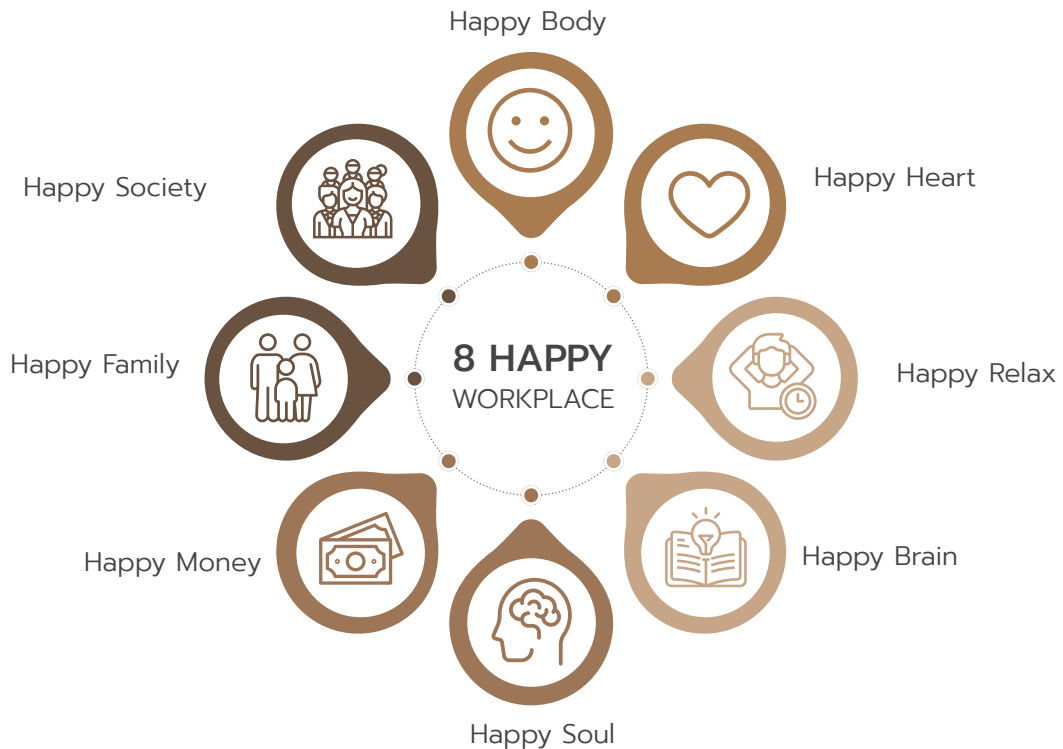 Happy Body
Happy Heart
Happy Relax
Happy Brain
Happy Soul
Happy Money
Happy Family
Happy Society
8 HAPPY
WORKPLACE